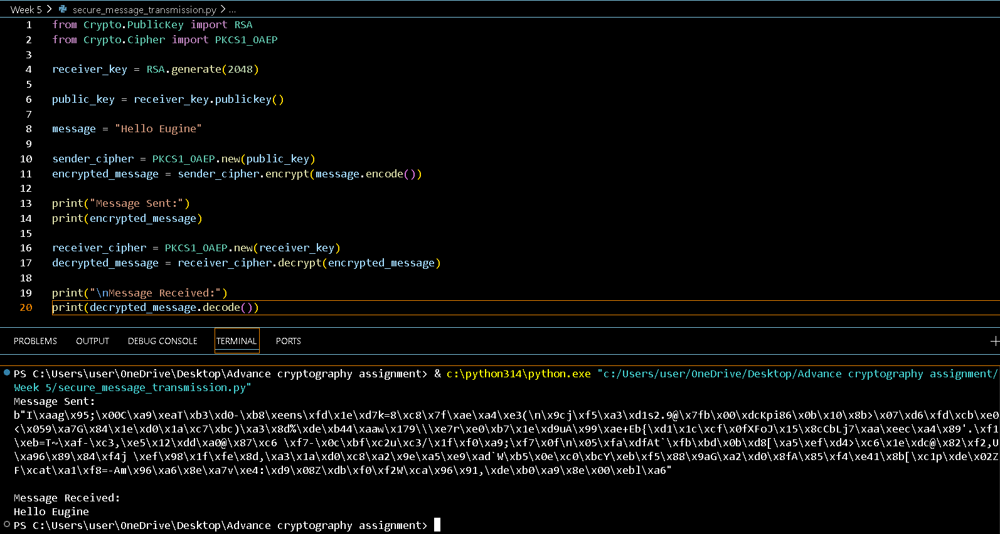 Week 5 > secure_message_transmission.py > ...
1 from Crypto.PublicKey import RSA
2 from Crypto.Cipher import PKCS1_OAEP
3
4 receiver_key = RSA.generate(2048)
5
6 public_key = receiver_key.publickey()
7
8 message = "Hello Eugine"
9
10 sender_cipher = PKCS1_OAEP.new(public_key)
11 encrypted_message = sender_cipher.encrypt(message.encode())
12
13 print("Message Sent:")
14 print(encrypted_message)
15
16 receiver_cipher = PKCS1_OAEP.new(receiver_key)
17 decrypted_message = receiver_cipher.decrypt(encrypted_message)
18
19 print("\nMessage Received:")
20 print(decrypted_message.decode())
PROBLEMS OUTPUT DEBUG CONSOLE TERMINAL PORTS
PS C:\Users\user\OneDrive\Desktop\Advance cryptography assignment> & c:\python314\python.exe "c:/Users/user/OneDrive/Desktop/Advance cryptography assignment/
Week 5/secure_message_transmission.py"
Message Sent:
b"I\xaag\x95;\x00C\xa9\xeaT\xb3\xd0-\xb8\xeens\xfd\x1e\xd7k=8\xc8\x7f\xae\xa4\xe3(\n\x9cj\xf5\xa3\xd1s2.9@\x7fb\x00\xdcKpi86\x0b\x10\x8b>\x07\xd6\xfd\xcb\xe0
<\x059\xa7G\x84\x1e\xd0\x1a\xc7\xbc)\xa3\x8d%\xde\xb44\xaaw\x179\\\xe7r\xe0\xb7\x1e\xd9uA\x99\xae+Eb{\xd1\x1c\xcf\x0fXFoJ\x15\x8cCbLj7\xaa\xeec\xa4\x89'.\xf1
\xeb=T~\xaf-\xc3,\xe5\x12\xdd\xa0@\x87\xc6 \xf7-\x0c\xbf\xc2u\xc3/\x1f\xf0\xa9;\xf7\x0f\n\x05\xfa\xdfAt`\xfb\xbd\x0b\xd8[\xa5\xef\xd4>\xc6\x1e\xdc@\x82\xf2,U
\xa96\x89\x84\xf4j \xef\x98\x1f\xfe\x8d,\xa3\x1a\xd0\xc8\xa2\x9e\xa5\xe9\xad`W\xb5\x0e\xc0\xbcY\xeb\xf5\x88\x9aG\xa2\xd0\x8fA\x85\xf4\xe41\x8b[\xc1p\xde\x02Z
F\xcat\xa1\xf8=-Am\x96\xa6\x8e\xa7v\xe4:\xd9\x08Z\xdb\xf0\xf2W\xca\x96\x91,\xde\xb0\xa9\x8e\x00\xebl\xa6"

Message Received:
Hello Eugine
PS C:\Users\user\OneDrive\Desktop\Advance cryptography assignment>